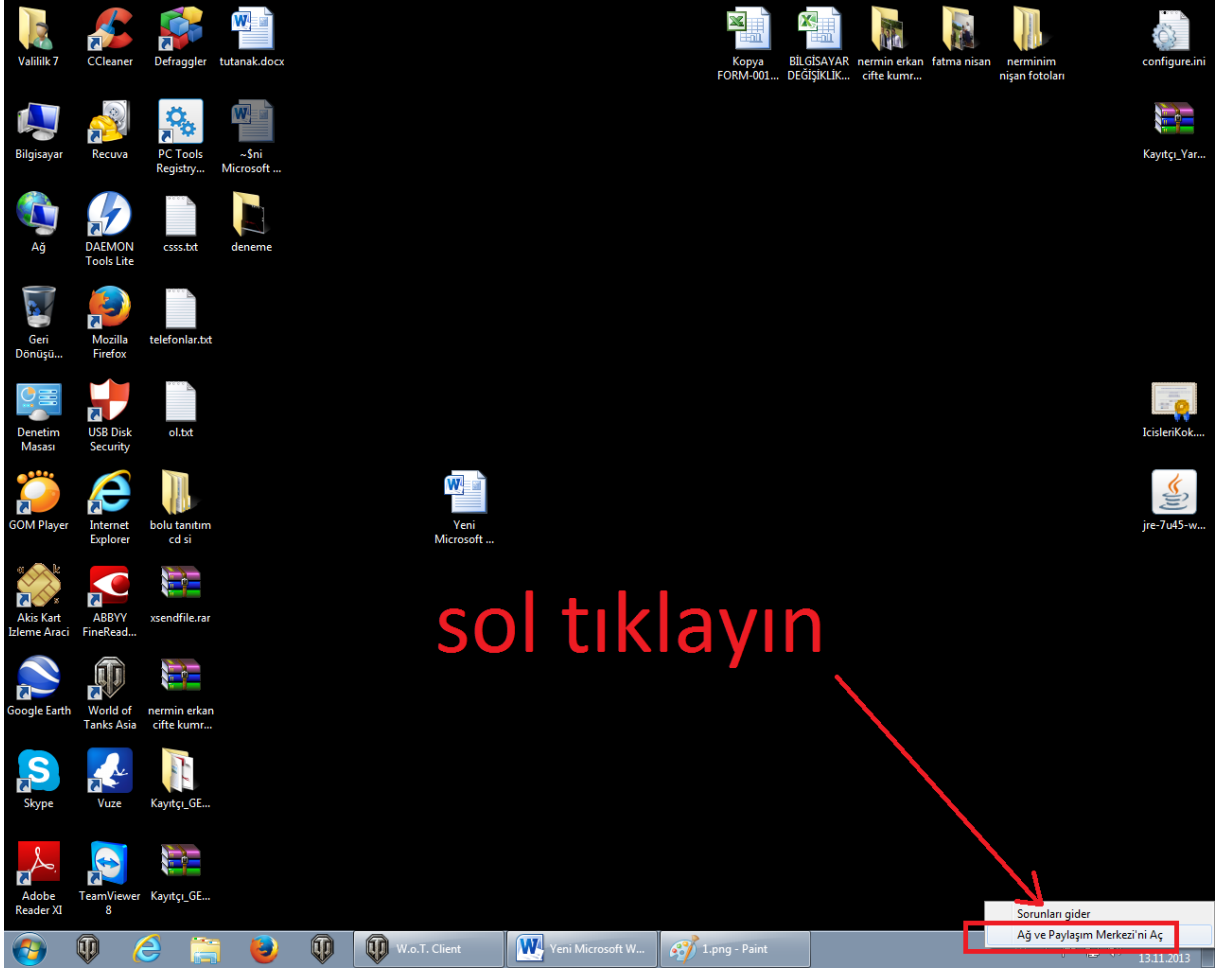 Valililk 7
CCleaner
Defraggler
tutanak.docx
Kopya
FORM-001...
BİLGİSAYAR
DEĞİŞİKLİK...
nermin erkan
cifte kumr...
fatma nisan
nerminim
nişan fotoları
configure.ini
Bilgisayar
Recuva
PC Tools
Registry...
~$ni
Microsoft ...
Kayıtçı_Yar...
Ağ
DAEMON
Tools Lite
csss.txt
deneme
Geri
Dönüşü...
Mozilla
Firefox
telefonlar.txt
Denetim
Masası
USB Disk
Security
ol.txt
IcisleriKok....
GOM Player
Internet
Explorer
bolu tanıtım
cd si
Yeni
Microsoft ...
jre-7u45-w...
Akis Kart
Izleme Araci
ABBYY
FineRead...
xsendfile.rar
sol tıklayın
Google Earth
World of
Tanks Asia
nermin erkan
cifte kumr...
Skype
Vuze
Kayıtçı_GE...
Adobe
Reader XI
TeamViewer
8
Kayıtçı_GE...
Sorunları gider
Ağ ve Paylaşım Merkezi'ni Aç
W.o.T. Client
Yeni Microsoft W...
1.png - Paint
13.11.2013